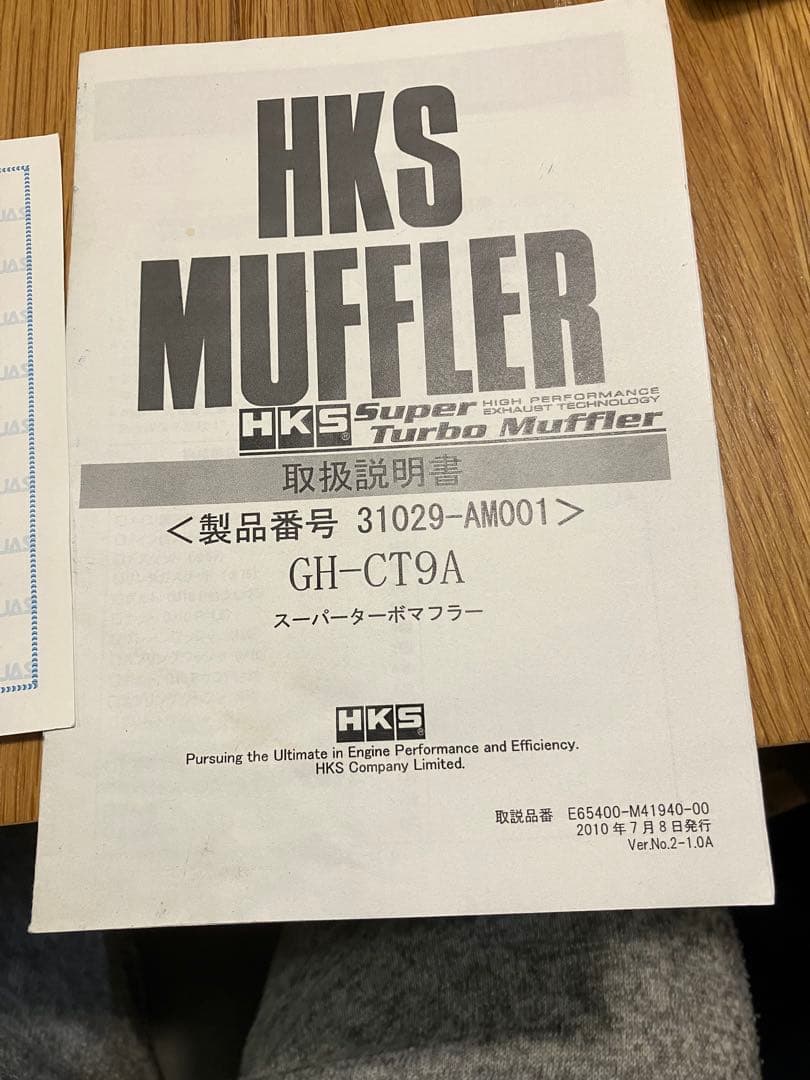 HKS
MUFFLER
HKS Super Turbo Muffler
HIGH PERFORMANCE
EXHAUST TECHNOLOGY
取扱説明書
<製品番号 31029-AM001>
GH-CT9A
スーパーターボマフラー
HKS
Pursuing the Ultimate in Engine Performance and Efficiency.
HKS Company Limited.
取説品番 E65400-M41940-00
2010年7月8日発行
Ver.No.2-1.0A